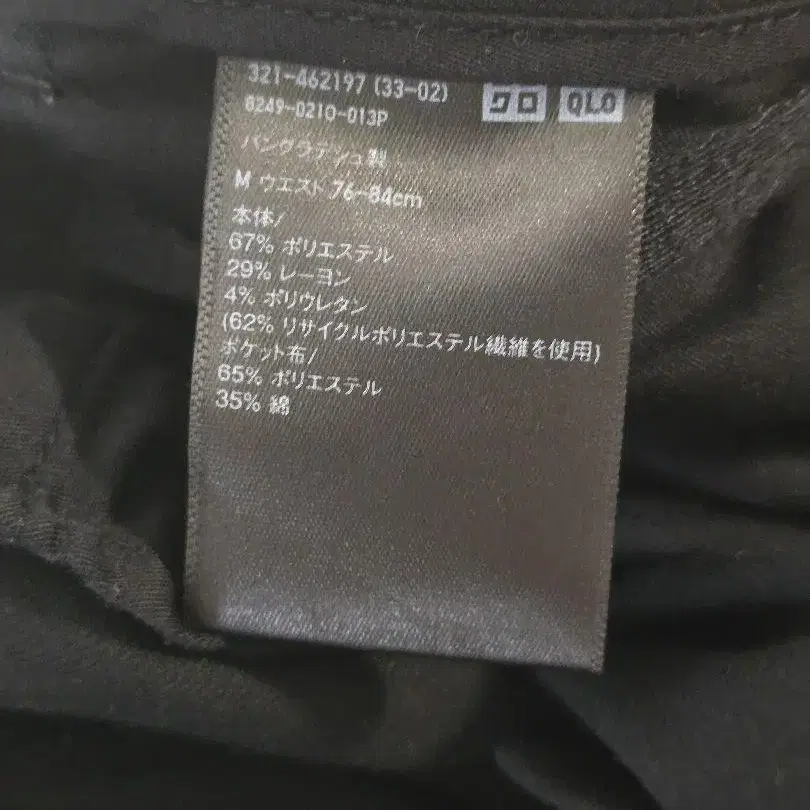 321-462197 (33-02)
8249-0210-013P
クロ QLO
バングラデシュ製
M ウエスト 76-84cm
本体/
67% ポリエステル
29% レーヨン
4% ポリウレタン
(62% リサイクルポリエステル繊維を使用)
ポケット布/
65% ポリエステル
35% 綿